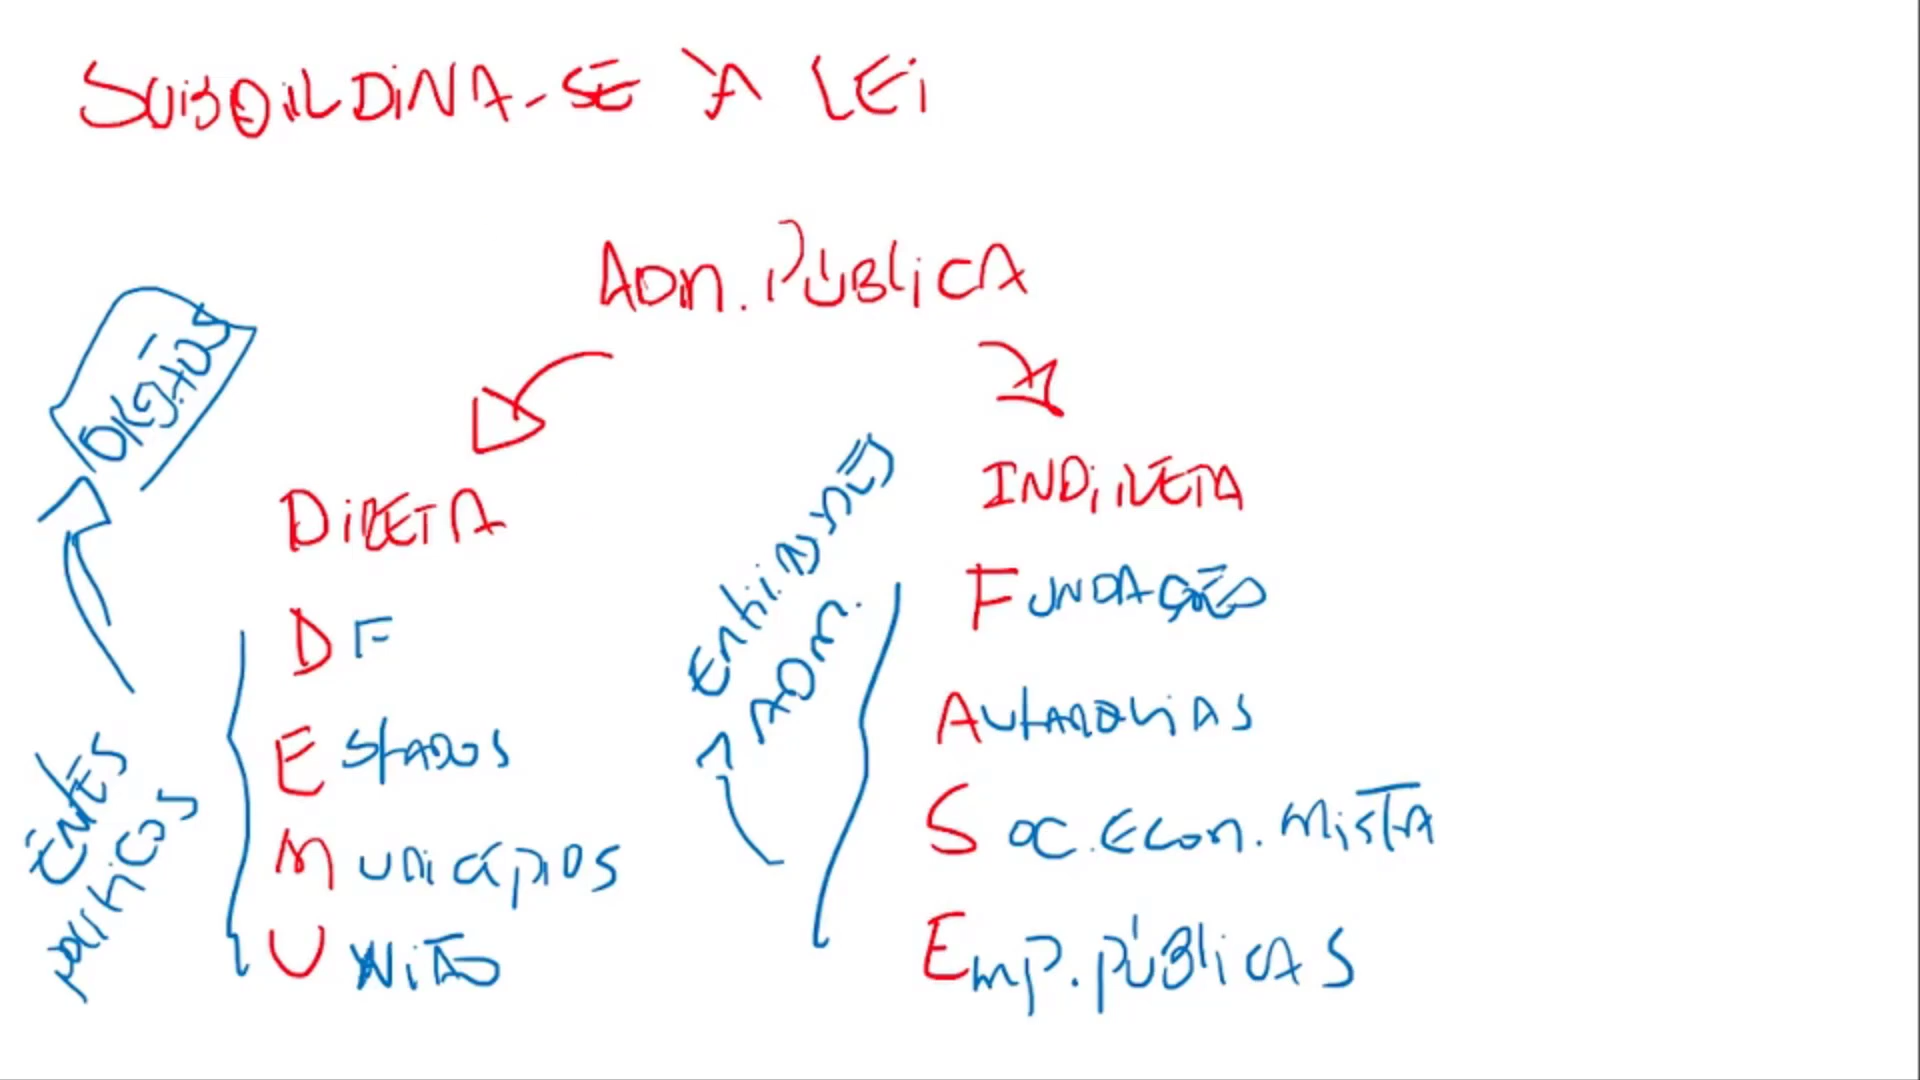 SUBORDINA-SE À LEI
ADM. PÚBLICA
ÓRGÃOS
DIRETA
DF
ESTADOS
MUNICÍPIOS
UNIÃO
ENTES
POLÍTICOS
ENTIDADES
ADM.
INDIRETA
FUNDAÇÕES
AUTARQUIAS
SOC. ECON. MISTA
EMP. PÚBLICAS